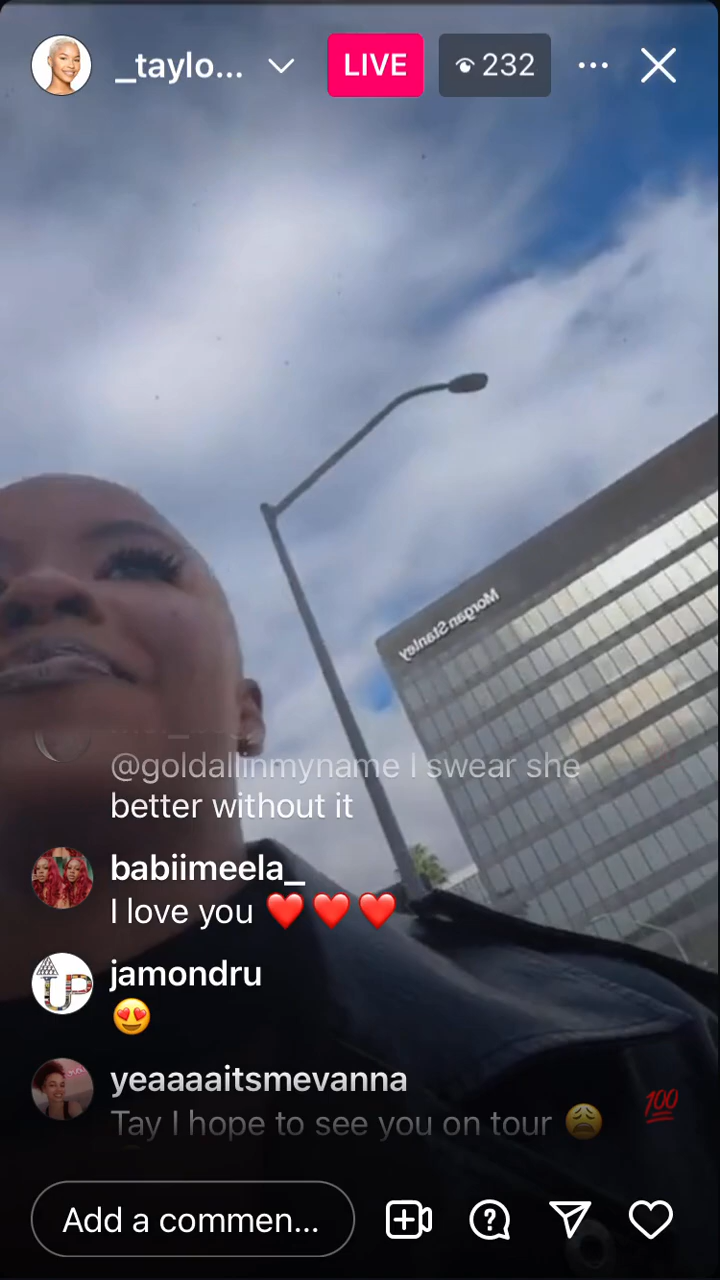 _taylo...
LIVE
232
Morgan Stanley
@goldallinmyname I swear she
better without it
babiimeela_
I love you ❤️ ❤️ ❤️
jamondru
😍
yeaaaaitsmevanna
Tay I hope to see you on tour 😩
💯
Add a commen...